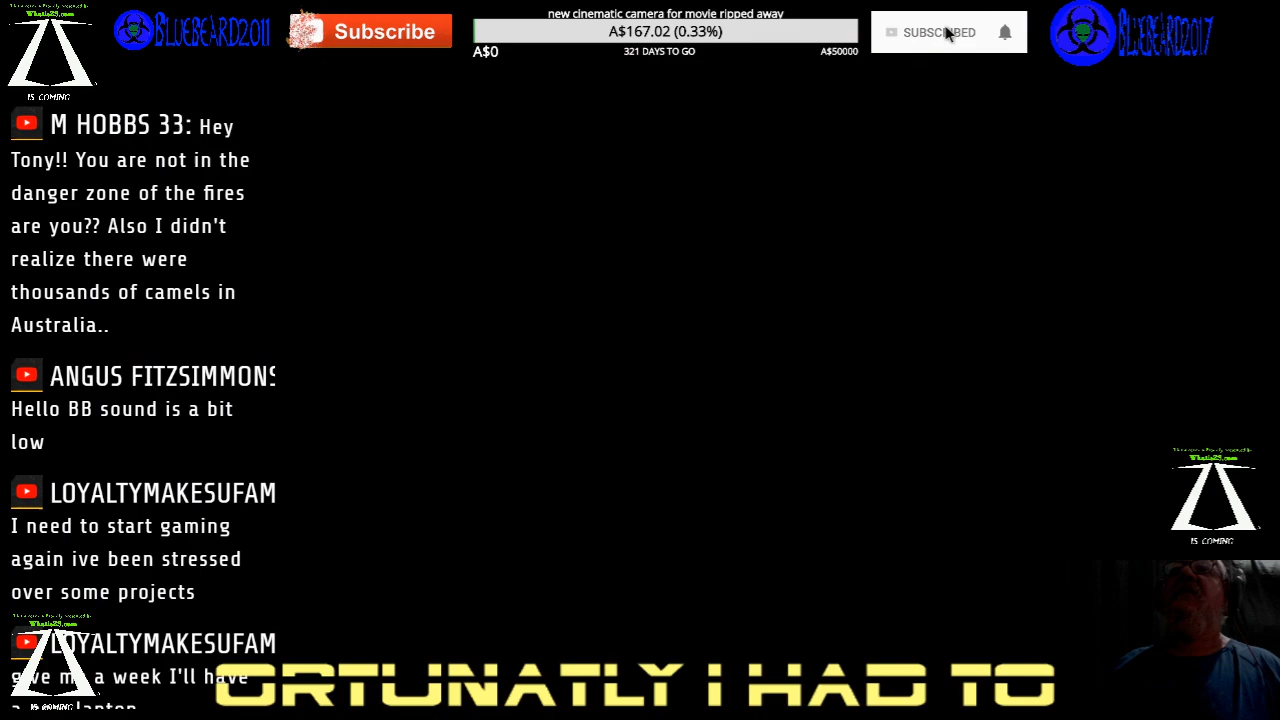 IS COMING
BLUEBEARD2011
Subscribe
new cinematic camera for movie ripped away
A$167.02 (0.33%)
A$0
321 DAYS TO GO
A$50000
SUBSCRIBED
BLUEBEARD2017
M HOBBS 33: Hey
Tony!! You are not in the
danger zone of the fires
are you?? Also I didn't
realize there were
thousands of camels in
Australia..
ANGUS FITZSIMMONS
Hello BB sound is a bit
low
LOYALTYMAKESUFAM
I need to start gaming
again ive been stressed
over some projects
LOYALTYMAKESUFAM
give me a week I'll have
IS COMING
IS COMING
ORTUNATLY I HAD TO